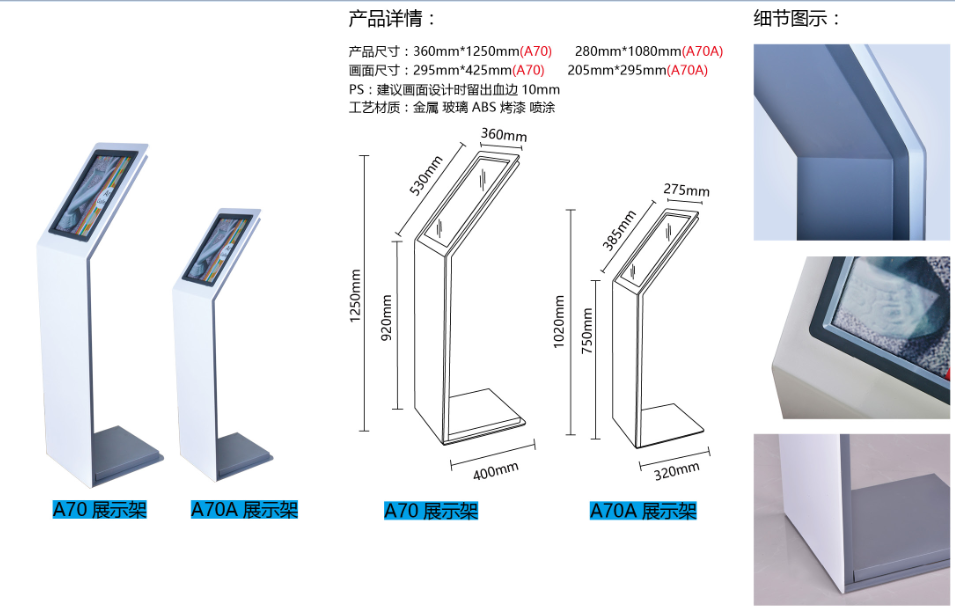 产品详情：
产品尺寸：360mm*1250mm(A70) 280mm*1080mm(A70A)
画面尺寸：295mm*425mm(A70) 205mm*295mm(A70A)
PS：建议画面设计时留出血边 10mm
工艺材质：金属 玻璃 ABS 烤漆 喷涂
细节图示：
360mm
530mm
1250mm
920mm
400mm
275mm
385mm
1020mm
750mm
320mm
A70 展示架
A70A 展示架
A70 展示架
A70A 展示架